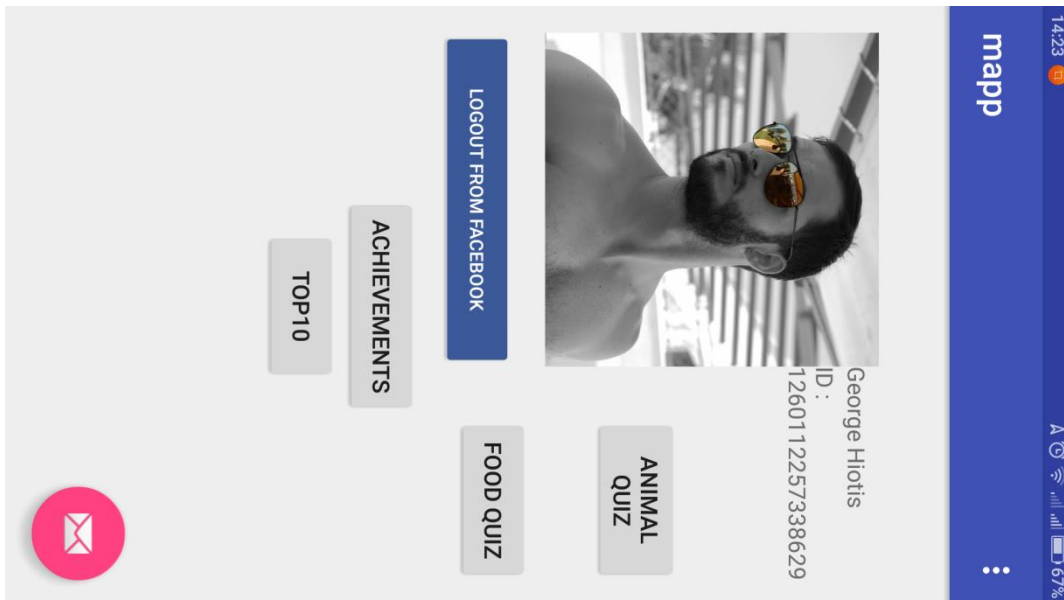 14:23
A
67%
mapp
George Hiotis
ID :
1260112257338629
ANIMAL
QUIZ
LOGOUT FROM FACEBOOK
FOOD QUIZ
ACHIEVEMENTS
TOP10